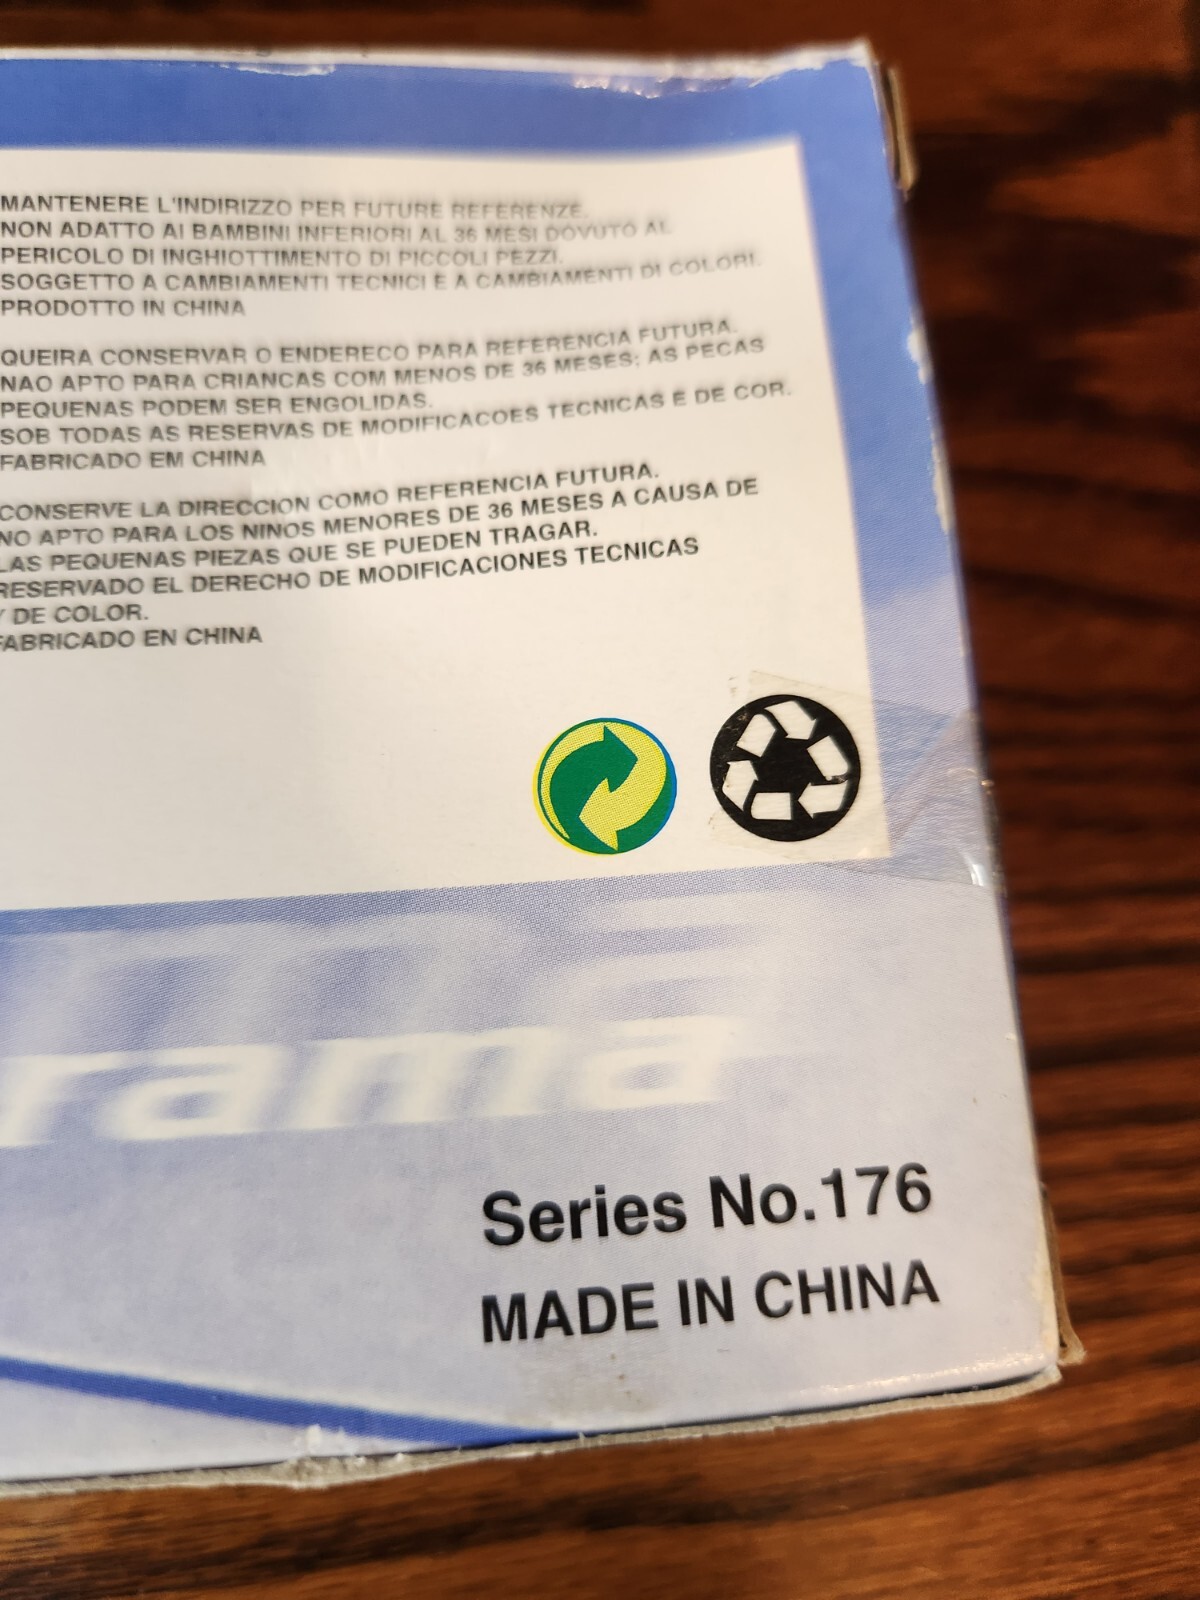 MANTENERE L'INDIRIZZO PER FUTURE REFERENZE.
NON ADATTO AI BAMBINI INFERIORI AL 36 MESI DOVUTO AL
PERICOLO DI INGHIOTTIMENTO DI PICCOLI PEZZI.
SOGGETTO A CAMBIAMENTI TECNICI E A CAMBIAMENTI DI COLORI.
PRODOTTO IN CHINA
QUEIRA CONSERVAR O ENDERECO PARA REFERENCIA FUTURA.
NAO APTO PARA CRIANCAS COM MENOS DE 36 MESES; AS PECAS
PEQUENAS PODEM SER ENGOLIDAS.
SOB TODAS AS RESERVAS DE MODIFICACOES TECNICAS E DE COR.
FABRICADO EM CHINA
CONSERVE LA DIRECCION COMO REFERENCIA FUTURA.
NO APTO PARA LOS NINOS MENORES DE 36 MESES A CAUSA DE
LAS PEQUENAS PIEZAS QUE SE PUEDEN TRAGAR.
RESERVADO EL DERECHO DE MODIFICACIONES TECNICAS
Y DE COLOR.
FABRICADO EN CHINA
rama
Series No.176
MADE IN CHINA